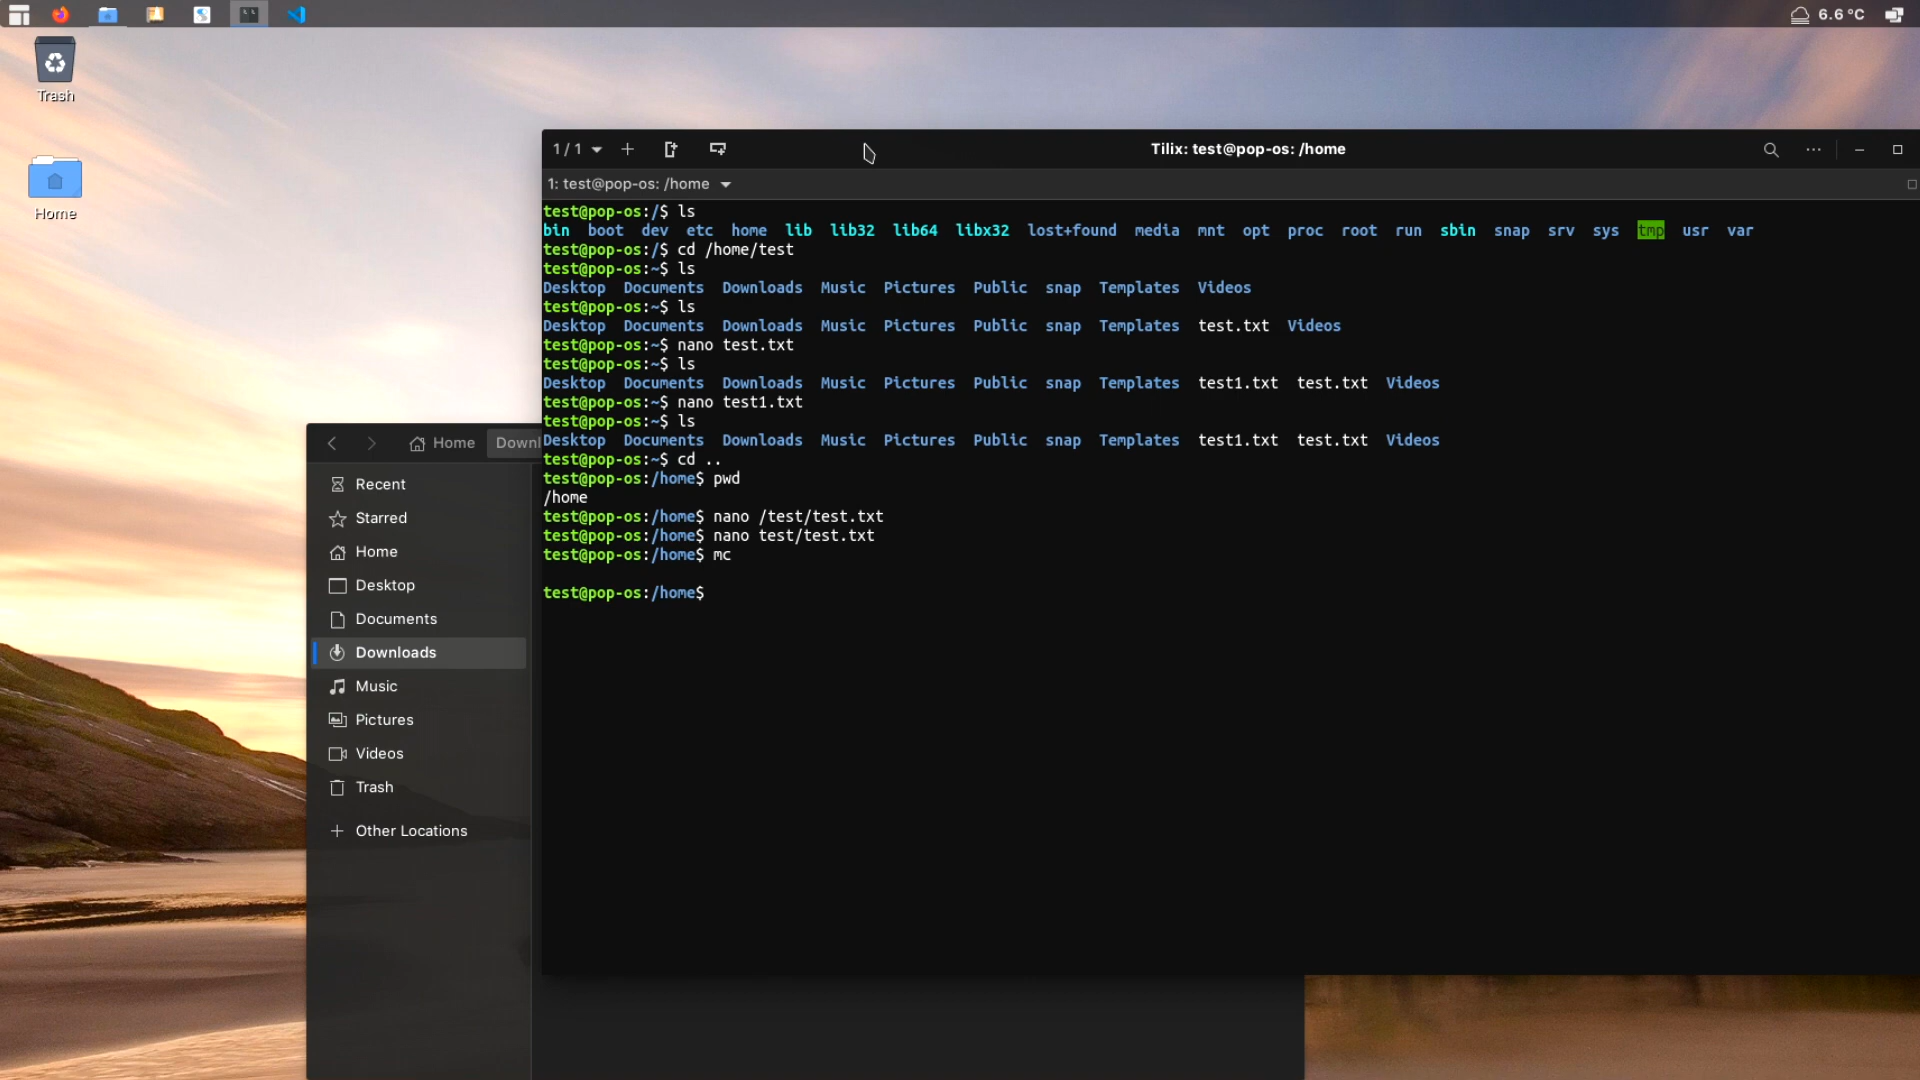 6.6 °C
Trash
Home
1 / 1
Tilix: test@pop-os: /home
1: test@pop-os: /home
test@pop-os:/$ ls
bin boot dev etc home lib lib32 lib64 libx32 lost+found media mnt opt proc root run sbin snap srv sys tmp usr var
test@pop-os:/$ cd /home/test
test@pop-os:~$ ls
Desktop Documents Downloads Music Pictures Public snap Templates Videos
test@pop-os:~$ ls
Desktop Documents Downloads Music Pictures Public snap Templates test.txt Videos
test@pop-os:~$ nano test.txt
test@pop-os:~$ ls
Desktop Documents Downloads Music Pictures Public snap Templates test1.txt test.txt Videos
test@pop-os:~$ nano test1.txt
test@pop-os:~$ ls
Desktop Documents Downloads Music Pictures Public snap Templates test1.txt test.txt Videos
test@pop-os:~$ cd ..
test@pop-os:/home$ pwd
/home
test@pop-os:/home$ nano /test/test.txt
test@pop-os:/home$ nano test/test.txt
test@pop-os:/home$ mc
test@pop-os:/home$
Home Downl
Recent
Starred
Home
Desktop
Documents
Downloads
Music
Pictures
Videos
Trash
Other Locations